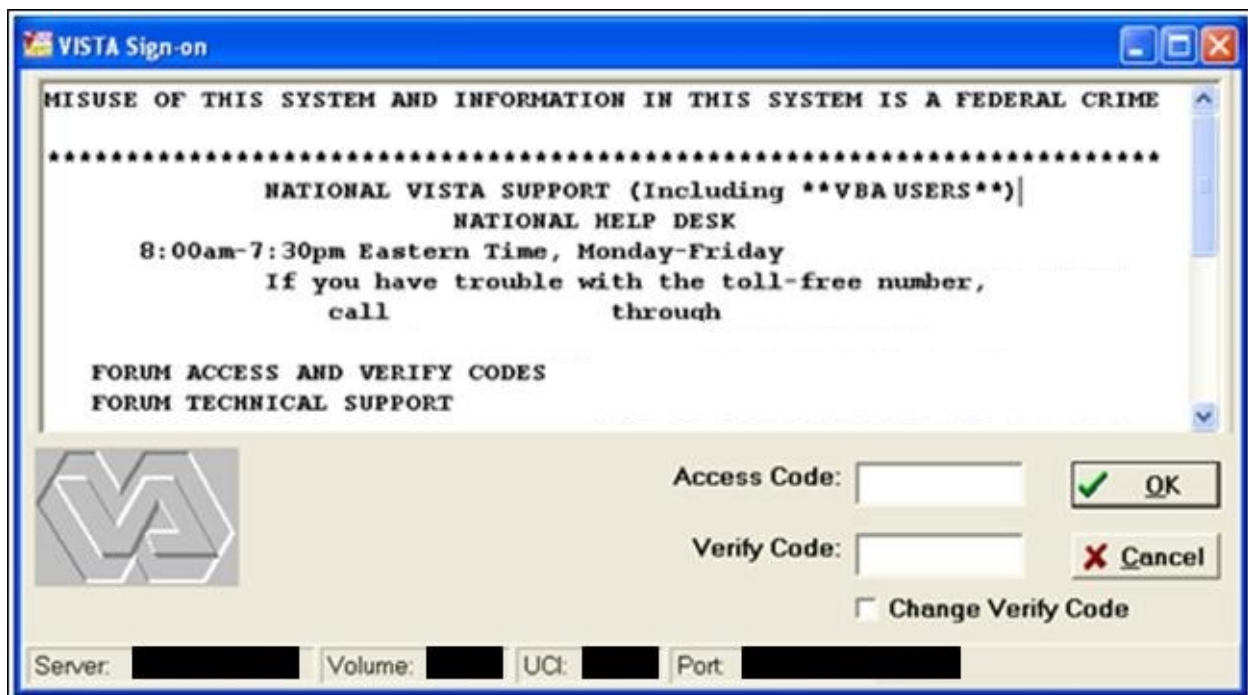 VISTA Sign-on
MISUSE OF THIS SYSTEM AND INFORMATION IN THIS SYSTEM IS A FEDERAL CRIME
***********************************************************************
NATIONAL VISTA SUPPORT (Including **VBA USERS**)
NATIONAL HELP DESK
8:00am-7:30pm Eastern Time, Monday-Friday
If you have trouble with the toll-free number,
call through
FORUM ACCESS AND VERIFY CODES
FORUM TECHNICAL SUPPORT
VA
Access Code:
OK
Verify Code:
Cancel
Change Verify Code
Server: Volume: UCI: Port: